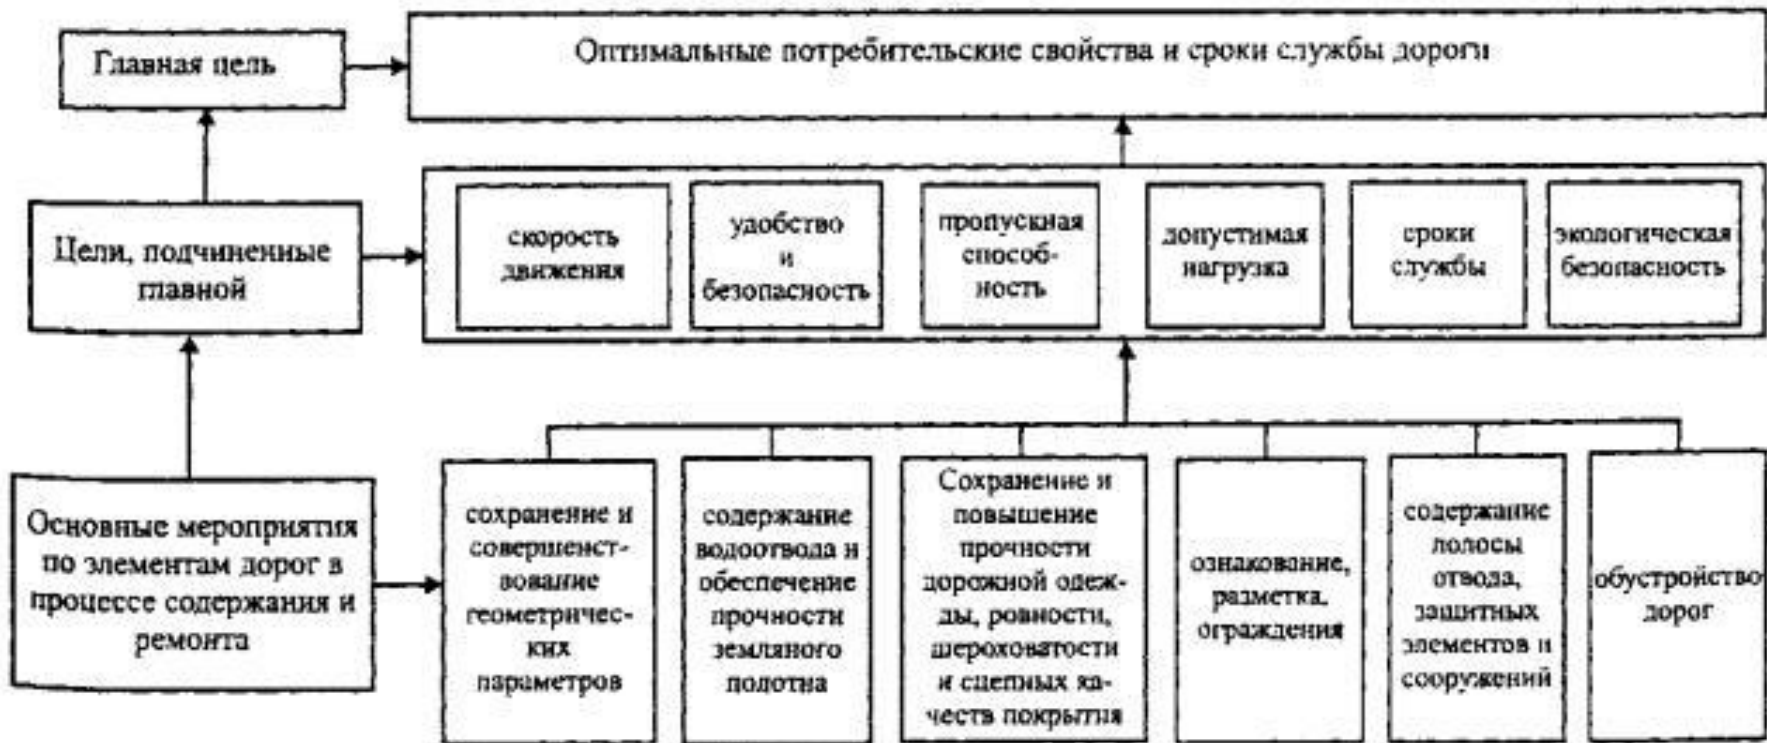 Главная цель
Оптимальные потребительские свойства и сроки службы дороги
Цели, подчиненные
главной
скорость
движения
удобство
и
безопасность
пропускная
способ-
ность
допустимая
нагрузка
сроки
службы
экологическая
безопасность
Основные мероприятия
по элементам дорог в
процессе содержания и
ремонта
сохранение и
совершенст-
вование
геометричес-
ких
параметров
содержание
водоотвода и
обеспечение
прочности
земляного
полотна
Сохранение и
повышение
прочности
дорожной одеж-
ды, ровности,
шероховатости
и сцепных ка-
честв покрытия
ознакование,
разметка,
ограждения
содержание
полосы
отвода,
защитных
элементов и
сооружений
обустройство
дорог